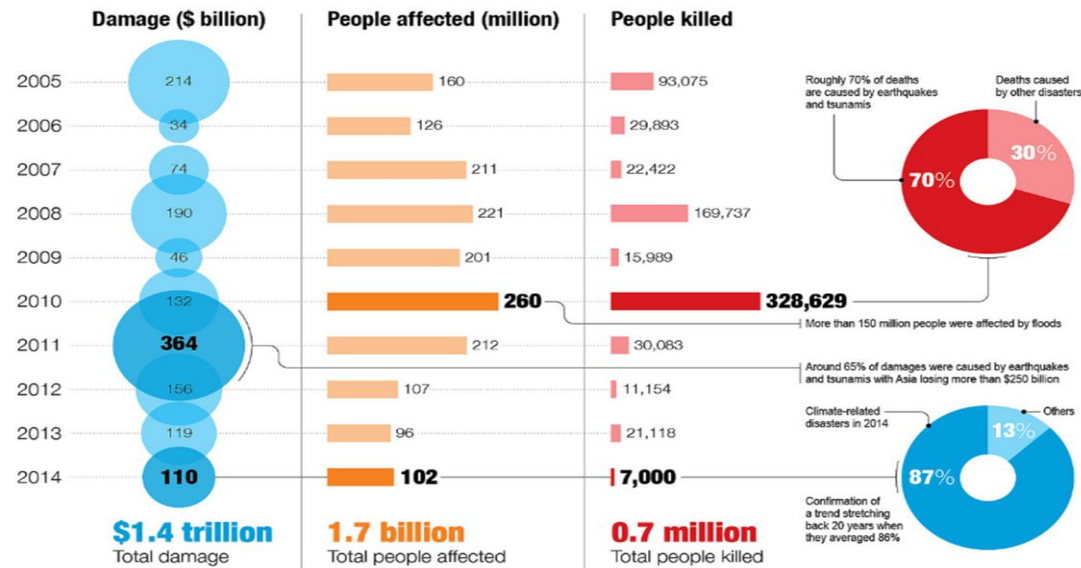 Damage ($ billion) People affected (million) People killed
2005 214 160 93,075
2006 34 126 29,893
2007 74 211 22,422
2008 190 221 169,737
2009 46 201 15,989
2010 132 260 328,629
2011 364 212 30,083
2012 156 107 11,154
2013 119 96 21,118
2014 110 102 7,000
$1.4 trillion
Total damage
1.7 billion
Total people affected
0.7 million
Total people killed
Roughly 70% of deaths
are caused by earthquakes
and tsunamis
Deaths caused
by other disasters
30%
70%
More than 150 million people were affected by floods
Around 65% of damages were caused by earthquakes
and tsunamis with Asia losing more than $250 billion
Climate-related
disasters in 2014
Others
13%
87%
Confirmation of
a trend stretching
back 20 years when
they averaged 86%